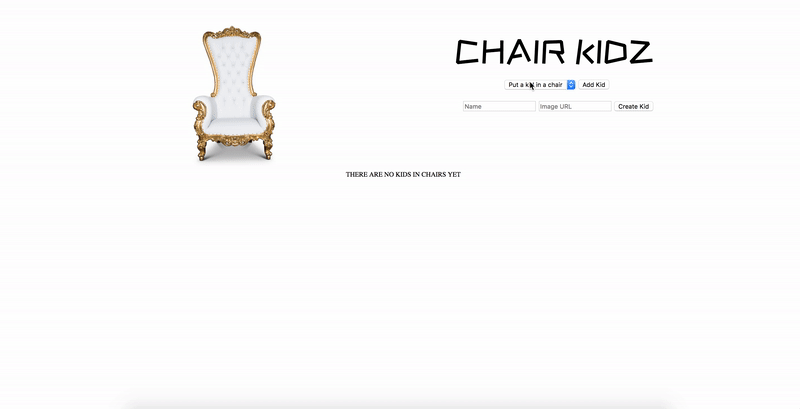 CHAIR KIDZ
Put a kid in a chair Add Kid
Name Image URL Create Kid
THERE ARE NO KIDS IN CHAIRS YET